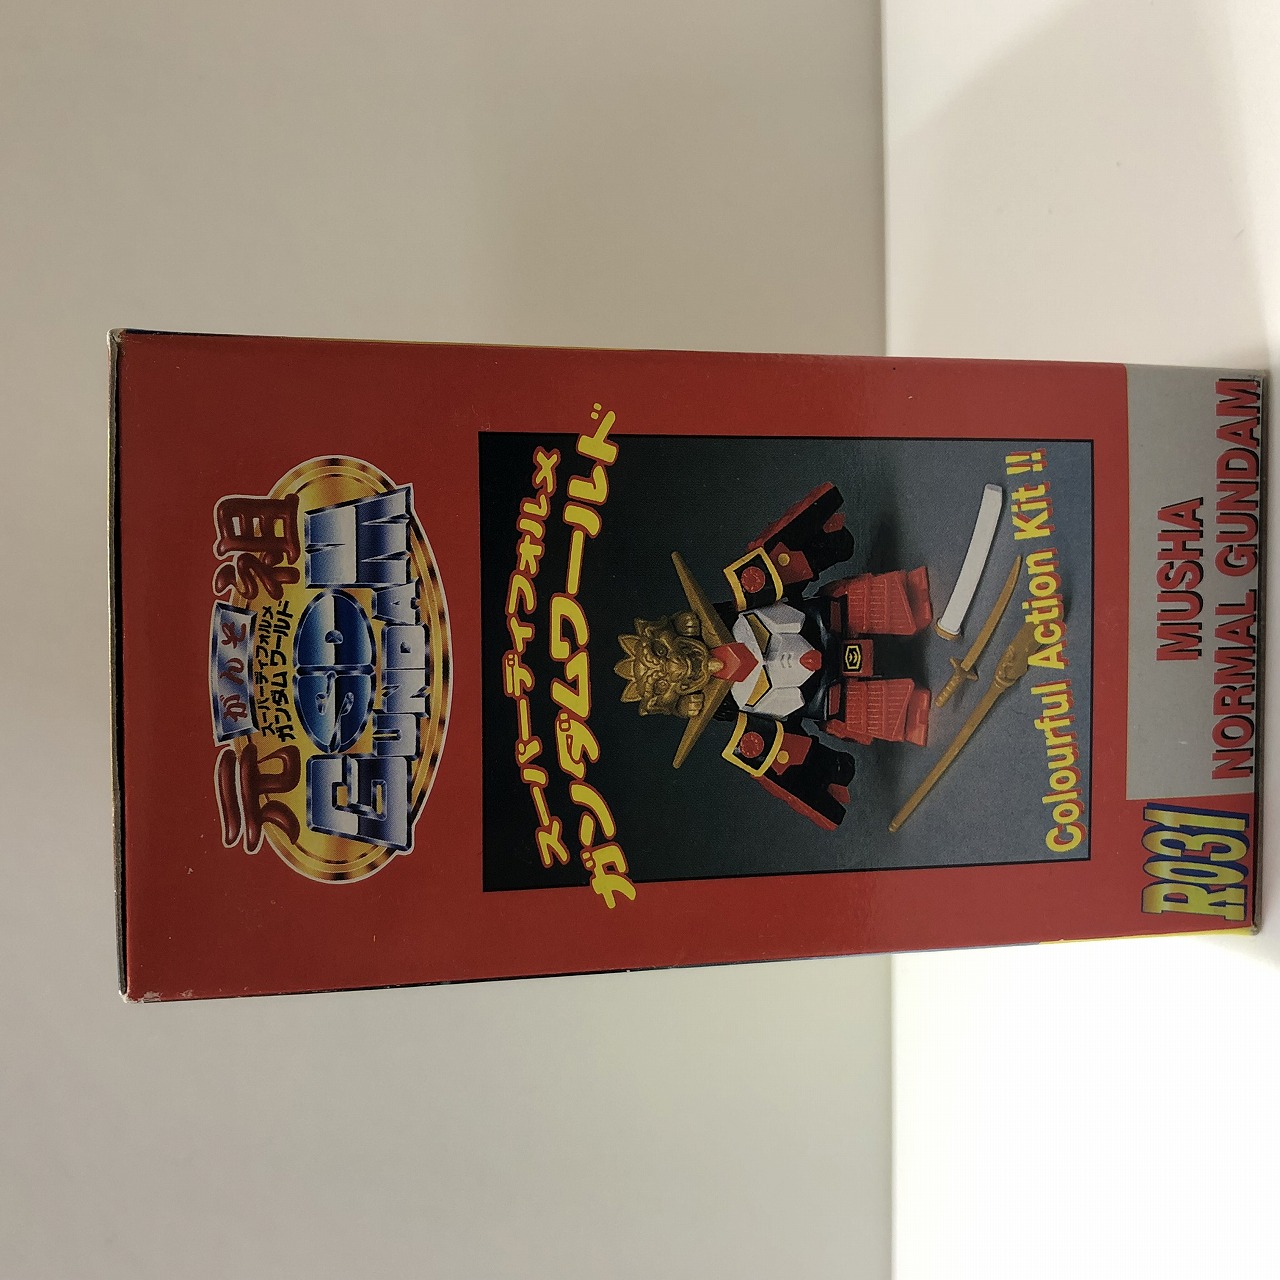 元祖
がんそ
スーパーディフォルメ
ガンダムワールド
SD
GUNDAM
スーパーディフォルメ
ガンダムワールド
Colourful Action Kit !!
R031
MUSHA
NORMAL GUNDAM